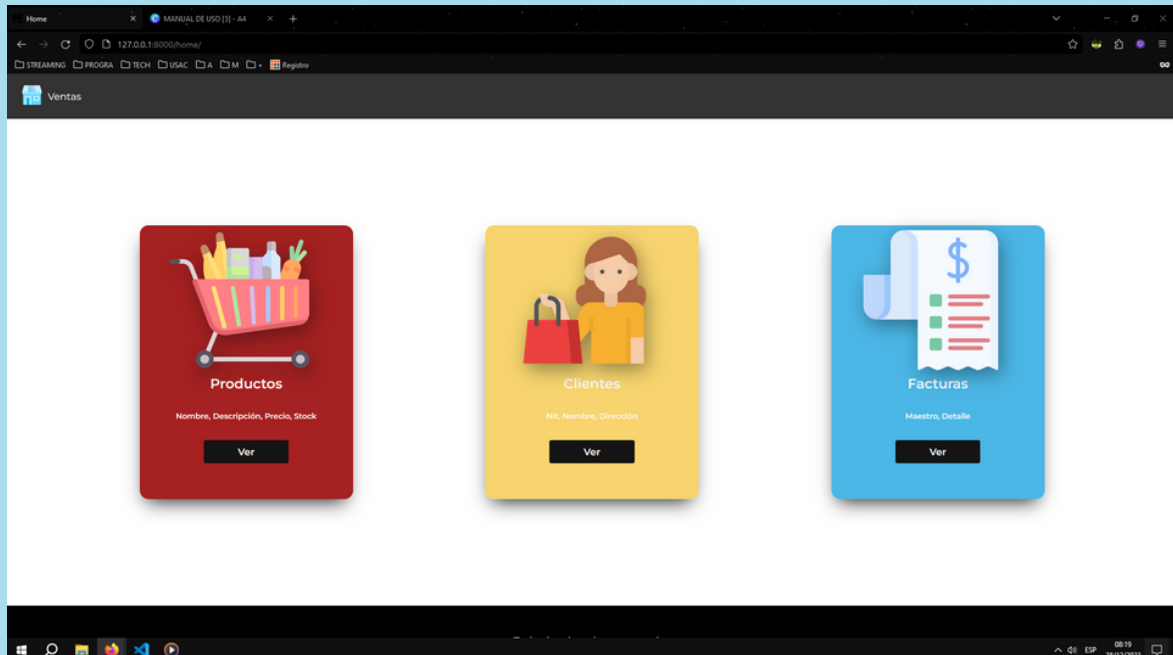 Home
MANUAL DE USO [5] - A4
127.0.0.1:8000/home/
STREAMING PROGRA TECH USAC A M Registro
Ventas
Productos
Nombre, Descripción, Precio, Stock
Ver
Clientes
Nit, Nombre, Dirección
Ver
Facturas
$
Maestro, Detalle
Ver
ESP
08:19